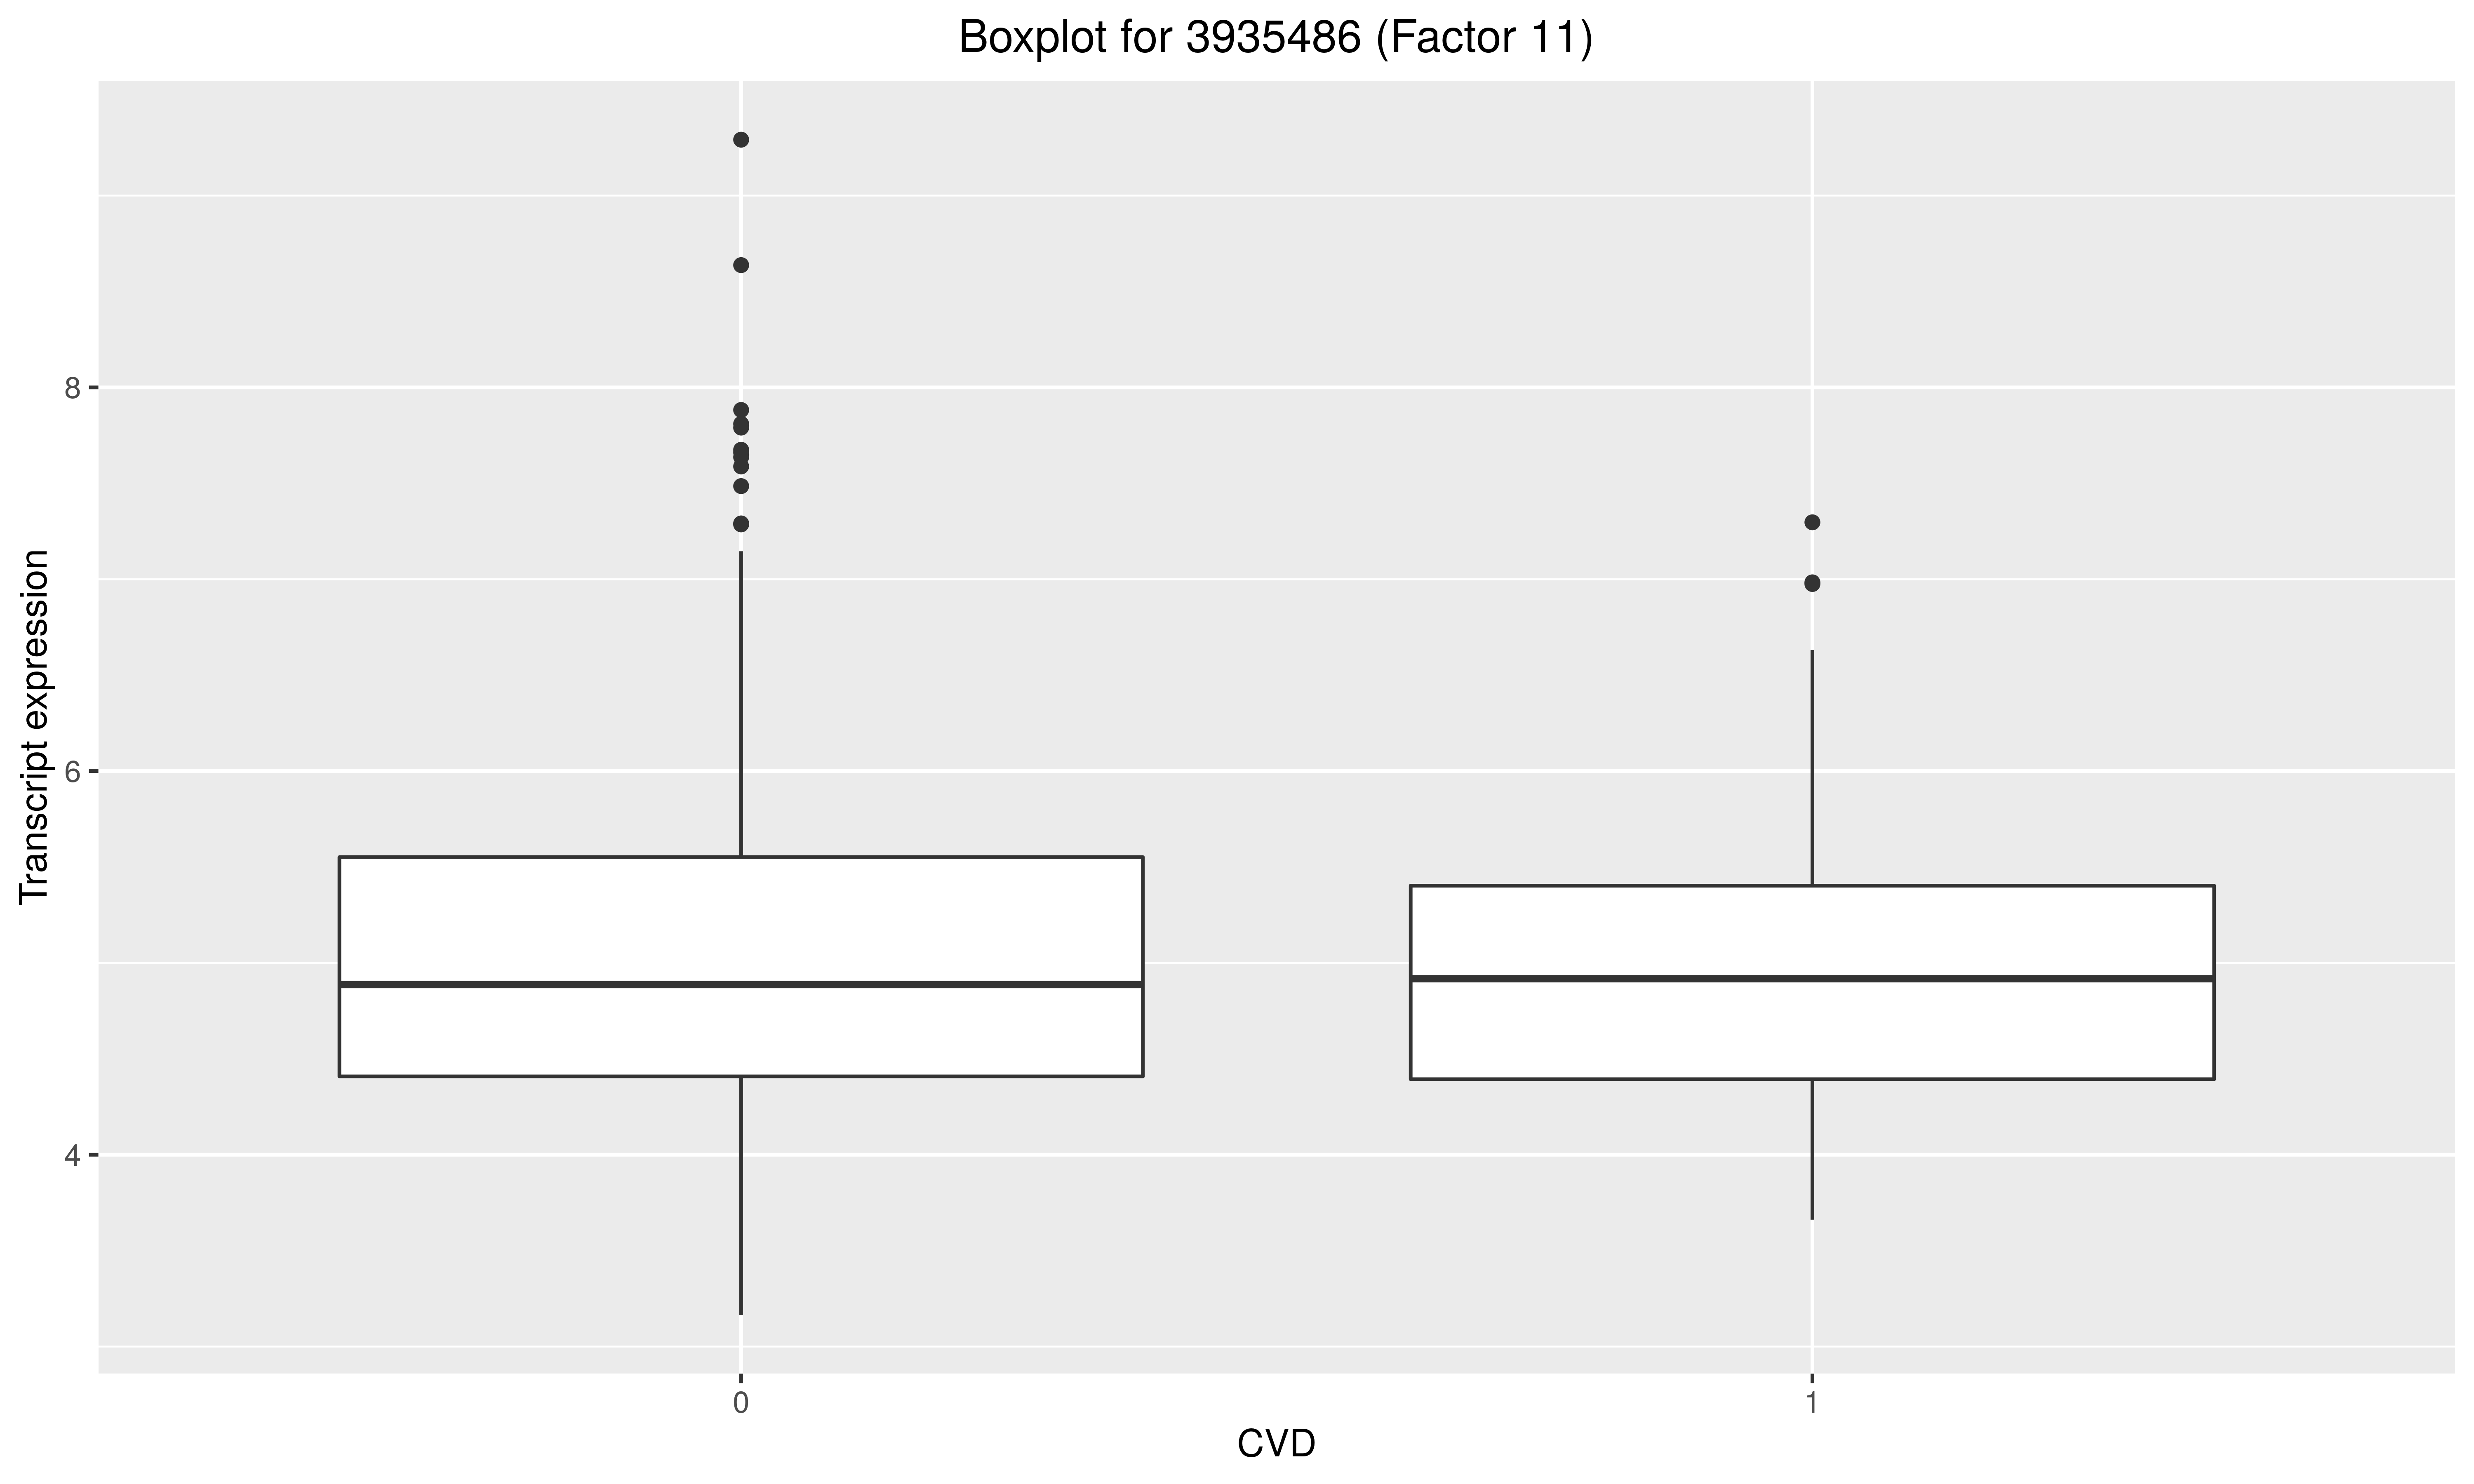 Boxplot for 3935486 (Factor 11)
Transcript expression
8
6
4
0
1
CVD